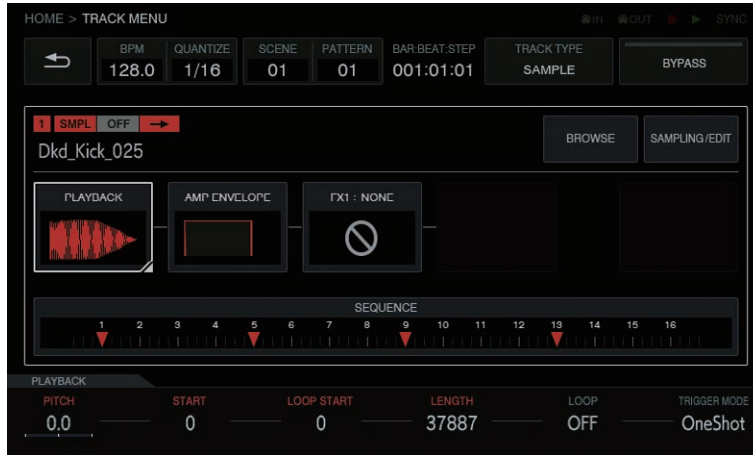 HOME > TRACK MENU IN OUT SYNC
BPM QUANTIZE SCENE PATTERN BAR:BEAT:STEP TRACK TYPE
128.0 1/16 01 01 001:01:01 SAMPLE BYPASS
1 SMPL OFF
Dkd_Kick_025 BROWSE SAMPLING/EDIT
PLAYBACK AMP ENVELOPE FX1 : NONE
SEQUENCE
1 2 3 4 5 6 7 8 9 10 11 12 13 14 15 16
PLAYBACK
PITCH START LOOP START LENGTH LOOP TRIGGER MODE
0.0 0 0 37887 OFF OneShot